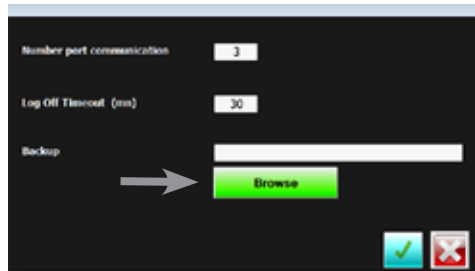 Number port communication 3
Log Off Timeout (mn) 30
Backup
Browse